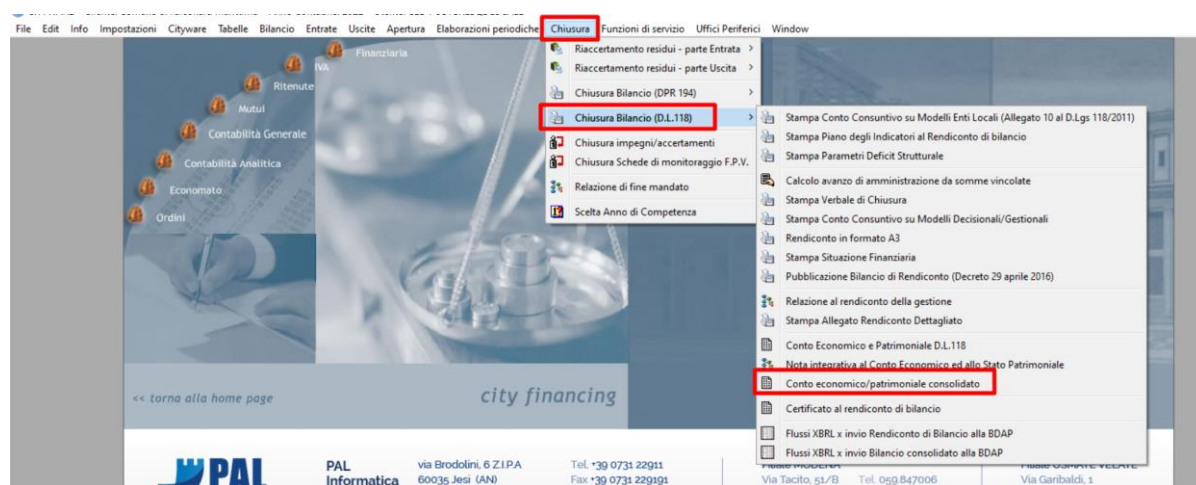 File Edit Info Impostazioni Cityware Tabelle Bilancio Entrate Uscite Apertura Elaborazioni periodiche Chiusura Funzioni di servizio Uffici Periferici Window
Finanziaria
IVA
Ritenute
Mutui
Contabilità Generale
Contabilità Analitica
Economato
Ordini
Riaccertamento residui - parte Entrata
Riaccertamento residui - parte Uscita
Chiusura Bilancio (DPR 194)
Chiusura Bilancio (D.L.118)
Chiusura impegni/accertamenti
Chiusura Schede di monitoraggio F.P.V.
Relazione di fine mandato
Scelta Anno di Competenza
Stampa Conto Consuntivo su Modelli Enti Locali (Allegato 10 al D.Lgs 118/2011)
Stampa Piano degli Indicatori al Rendiconto di bilancio
Stampa Parametri Deficit Strutturale
Calcolo avanzo di amministrazione da somme vincolate
Stampa Verbale di Chiusura
Stampa Conto Consuntivo su Modelli Decisionali/Gestionali
Rendiconto in formato A3
Stampa Situazione Finanziaria
Pubblicazione Bilancio di Rendiconto (Decreto 29 aprile 2016)
Relazione al rendiconto della gestione
Stampa Allegato Rendiconto Dettagliato
Conto Economico e Patrimoniale D.L.118
Nota integrativa al Conto Economico ed allo Stato Patrimoniale
Conto economico/patrimoniale consolidato
Certificato al rendiconto di bilancio
Flussi XBRL x invio Rendiconto di Bilancio alla BDAP
Flussi XBRL x invio Bilancio consolidato alla BDAP
<< torna alla home page
city financing
PAL
PAL
Informatica
via Brodolini, 6 Z.I.P.A
60035 Jesi (AN)
Tel. +39 0731 22911
Fax +39 0731 229191
Via Tacito, 51/B Tel. 059.847006
Via Garibaldi, 1